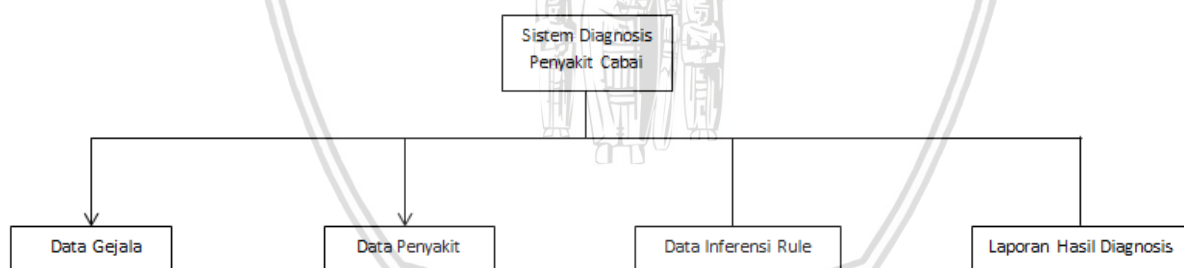 Sistem Diagnosis
Penyakit Cabai
Data Gejala
Data Penyakit
Data Inferensi Rule
Laporan Hasil Diagnosis